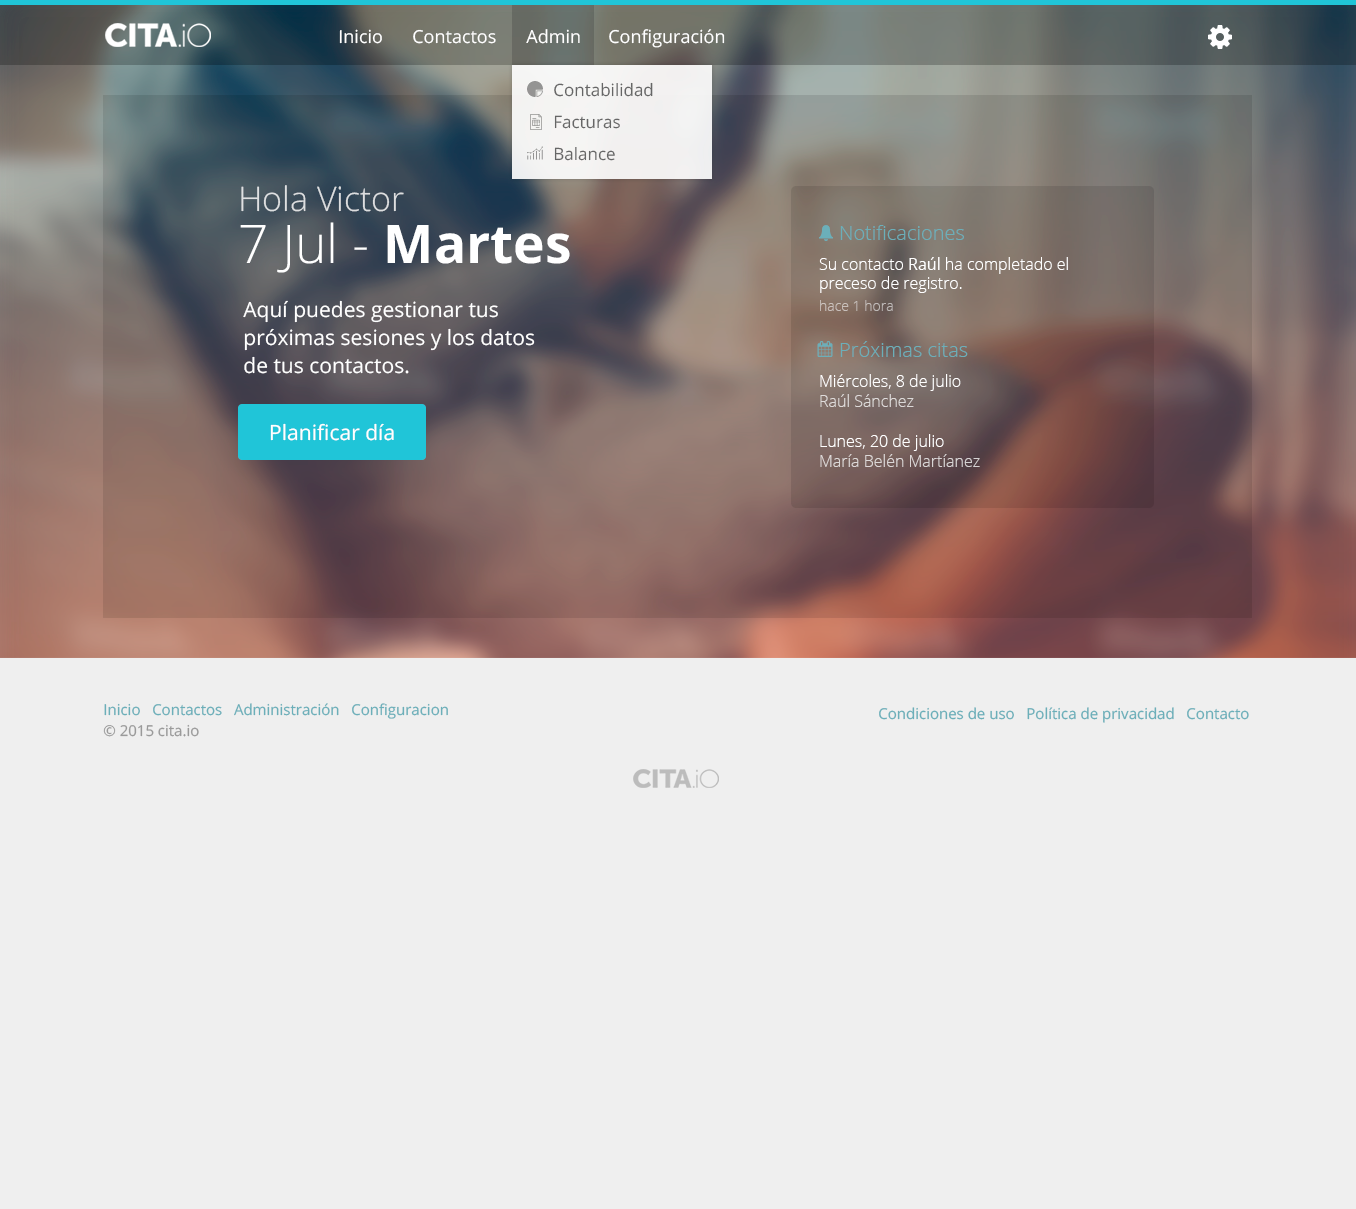 CITA.iO
Inicio Contactos Admin Configuración
Contabilidad
Facturas
Balance
Hola Victor
7 Jul - Martes
Aquí puedes gestionar tus
próximas sesiones y los datos
de tus contactos.
Planificar día
Notificaciones
Su contacto Raúl ha completado el
preceso de registro.
hace 1 hora
Próximas citas
Miércoles, 8 de julio
Raúl Sánchez
Lunes, 20 de julio
María Belén Martíanez
Inicio Contactos Administración Configuracion
© 2015 cita.io
Condiciones de uso Política de privacidad Contacto
CITA.iO